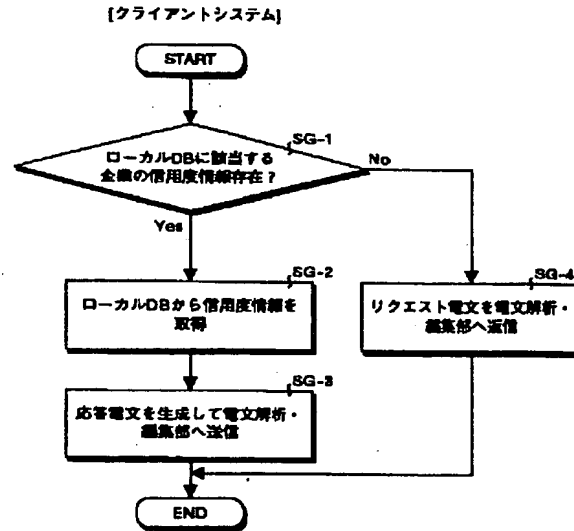 [クライアントシステム]
START
SG-1
ローカルDBに該当する
企業の信用度情報存在?
No
Yes
SG-2
ローカルDBから信用度情報を
取得
SG-4
リクエスト電文を電文解析・
編集部へ返信
SG-3
応答電文を生成して電文解析・
編集部へ送信
END